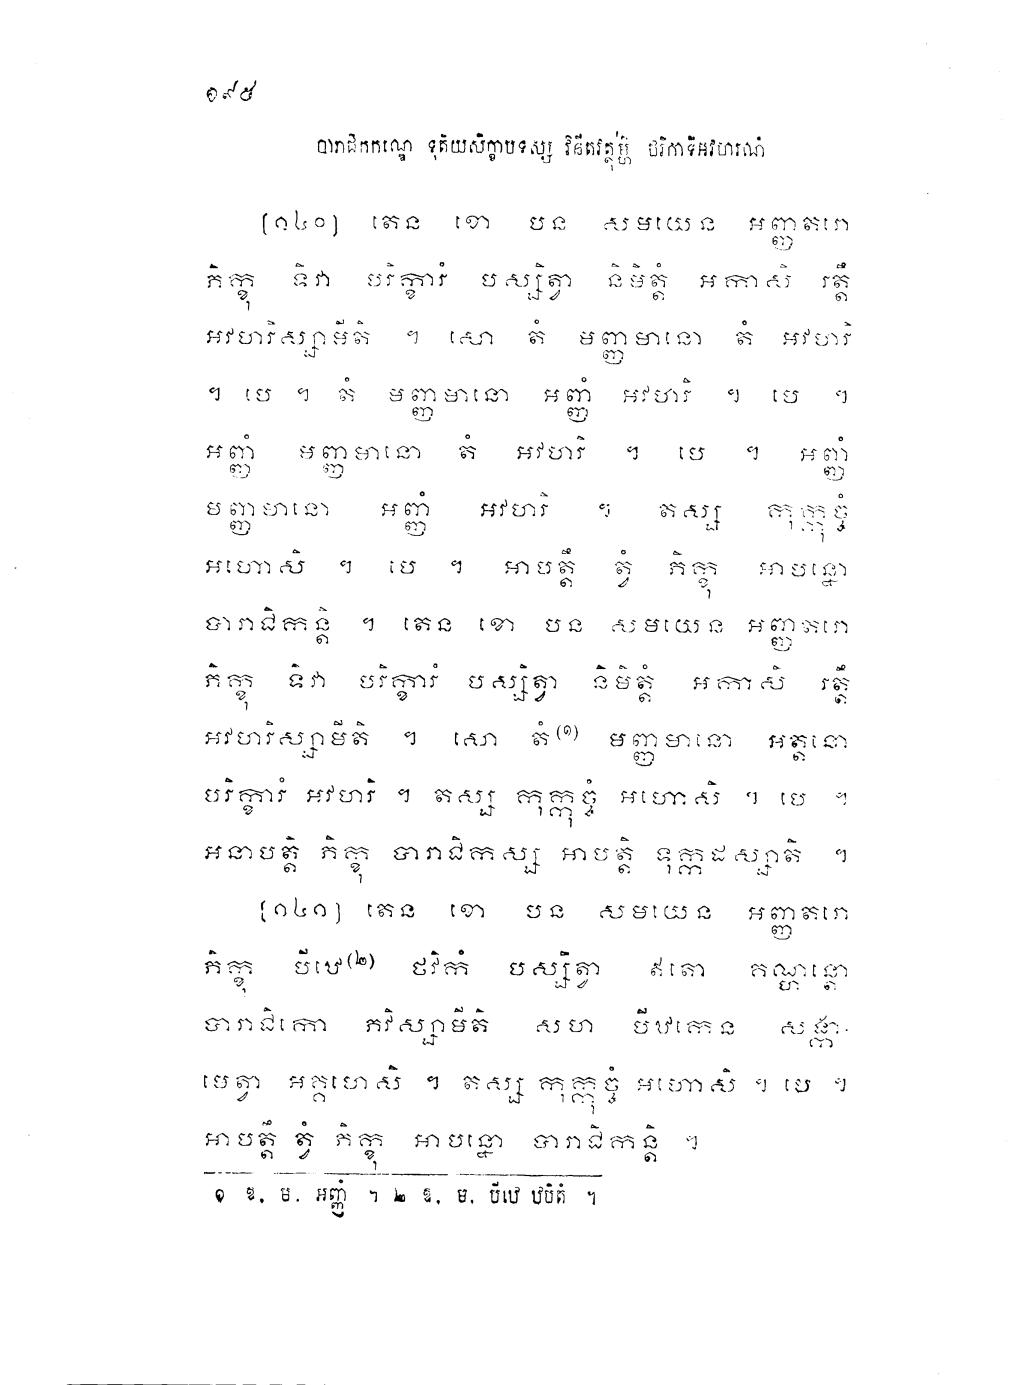 ១៩៥
បារាជិកកណ្ឌេ ទុតិយសិក្ខាបទស្ស វិនីតវត្ថុម្ហិ ហរិកាទិអវហារណំ
[១៤០] តេន ខោ បន សមយេន អញ្ញតរោ
ភិក្ខុ ទិវា បរិក្ខារំ បស្សិត្វា និមិត្តំ អកាសិ រត្តឹ
អវហរិស្សាមីតិ ។ សោ តំ មញ្ញមានោ តំ អវហរិ
។ បេ ។ តំ មញ្ញមានោ អញ្ញំ អវហរិ ។ បេ ។
អញ្ញំ មញ្ញមានោ តំ អវហរិ ។ បេ ។ អញ្ញំ
មញ្ញមានោ អញ្ញំ អវហរិ ។ តស្ស កុក្កុច្ចំ
អហោសិ ។ បេ ។ អាបត្តឹ ត្វំ ភិក្ខុ អាបន្នោ
បារាជិកន្តិ ។ តេន ខោ បន សមយេន អញ្ញតរោ
ភិក្ខុ ទិវា បរិក្ខារំ បស្សិត្វា និមិត្តំ អកាសិ រត្តឹ
អវហរិស្សាមីតិ ។ សោ តំ(១) មញ្ញមានោ អត្តនោ
បរិក្ខារំ អវហរិ ។ តស្ស កុក្កុច្ចំ អហោសិ ។ បេ ។
អនាបត្តិ ភិក្ខុ បារាជិកស្ស អាបត្តិ ទុក្កដស្សាតិ ។
[១៤១] តេន ខោ បន សមយេន អញ្ញតរោ
ភិក្ខុ បីឋេ(២) ថវិកំ បស្សិត្វា ឥតោ គណ្ហន្តោ
បារាជិកោ ភវិស្សាមីតិ សហ បីឋកេន សង្កា-
មេត្វា អគ្គហេសិ ។ តស្ស កុក្កុច្ចំ អហោសិ ។ បេ ។
អាបត្តឹ ត្វំ ភិក្ខុ អាបន្នោ បារាជិកន្តិ ។
១ ឱ. ម. អញ្ញំ ។ ២ ឱ. ម. បីឋេ ឋបិតំ ។